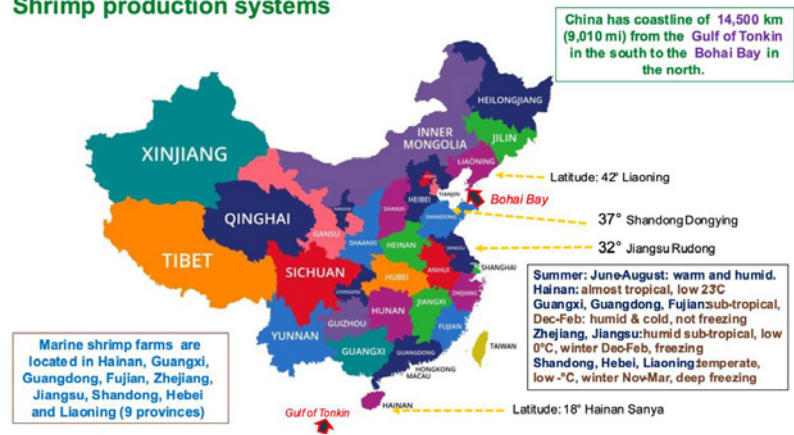 Shrimp production systems
China has coastline of 14,500 km
(9,010 mi) from the Gulf of Tonkin
in the south to the Bohai Bay in
the north.
HEILONGJIANG
INNER
MONGOLIA
JILIN
XINJIANG
LIAONING
Latitude: 42° Liaoning
TIANJIN
Bohai Bay
HEIBEI
QINGHAI
SHANXI
SHANDONG
37° Shandong Dongying
GANSU
TIBET
SHAANXI
HEINAN
JIANGSU
32° Jiangsu Rudong
SICHUAN
HUBEI
ANHUI
SHANGHAI
CHONGQING
ZHEJIANG
HUNAN
JIANGXI
Summer: June-August: warm and humid.
Hainan: almost tropical, low 23°C
Guangxi, Guangdong, Fujian:sub-tropical,
Dec-Feb: humid & cold, not freezing
Zhejiang, Jiangsu:humid sub-tropical, low
0°C, winter Dec-Feb, freezing
Shandong, Hebei, Liaoning:temperate,
low -°C, winter Nov-Mar, deep freezing
GUIZHOU
FUJIAN
YUNNAN
GUANGXI
GUANGDONG
TAIWAN
HONGKONG
MACAU
Marine shrimp farms are
located in Hainan, Guangxi,
Guangdong, Fujian, Zhejiang,
Jiangsu, Shandong, Hebei
and Liaoning (9 provinces)
Gulf of Tonkin
HAINAN
Latitude: 18° Hainan Sanya